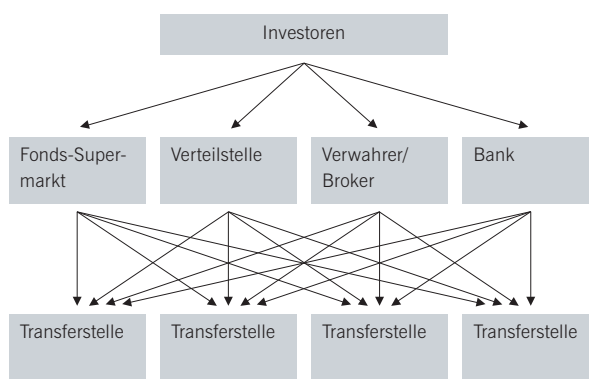 Investoren
Fonds-Super-
markt
Verteilstelle
Verwahrer/
Broker
Bank
Transferstelle
Transferstelle
Transferstelle
Transferstelle